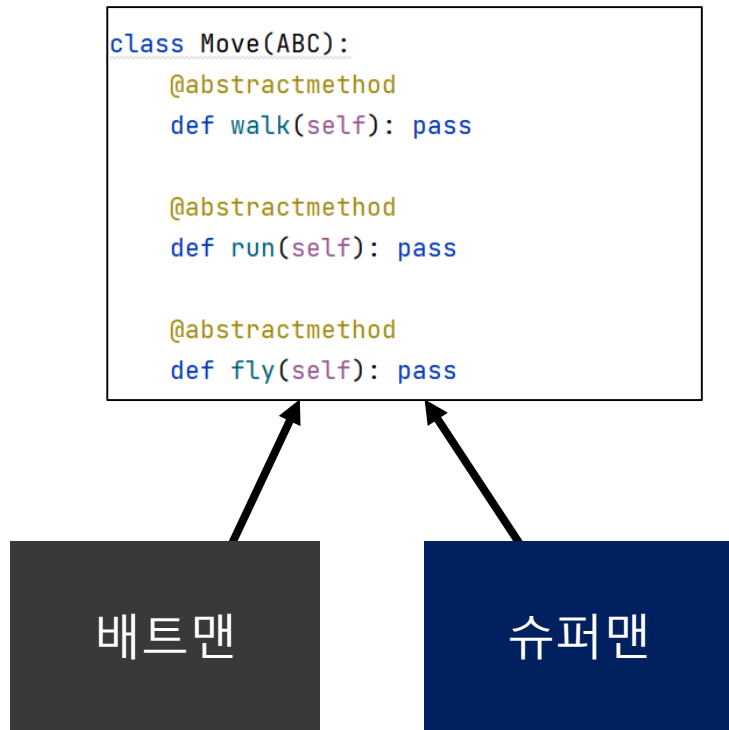 class Move(ABC):
    @abstractmethod
    def walk(self): pass
    @abstractmethod
    def run(self): pass
    @abstractmethod
    def fly(self): pass
배트맨
슈퍼맨